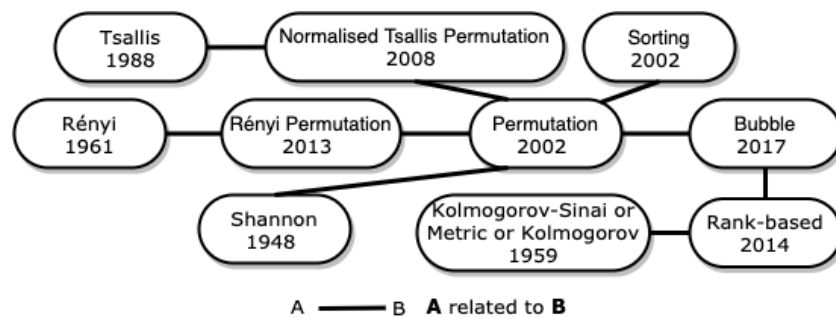 Tsallis
1988
Normalised Tsallis Permutation
2008
Sorting
2002
Rényi
1961
Rényi Permutation
2013
Permutation
2002
Bubble
2017
Shannon
1948
Kolmogorov-Sinai or
Metric or Kolmogorov
1959
Rank-based
2014
A B A related to B